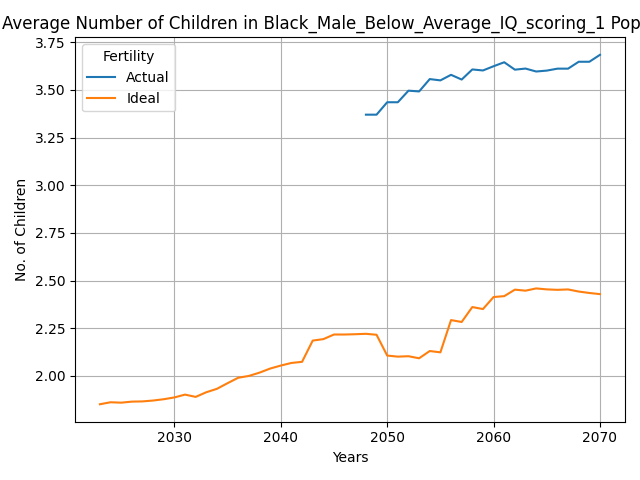 Average Number of Children in Black_Male_Below_Average_IQ_scoring_1 Pop
3.75
3.50
3.25
3.00
2.75
2.50
2.25
2.00
No. of Children
Fertility
Actual
Ideal
2030 2040 2050 2060 2070
Years